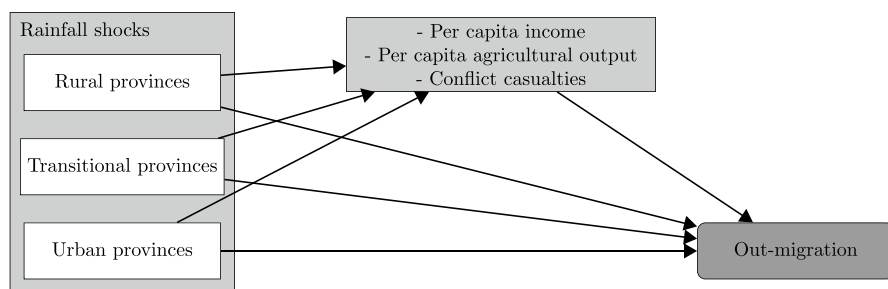 Rainfall shocks
Rural provinces
Transitional provinces
Urban provinces
- Per capita income
- Per capita agricultural output
- Conflict casualties
Out-migration